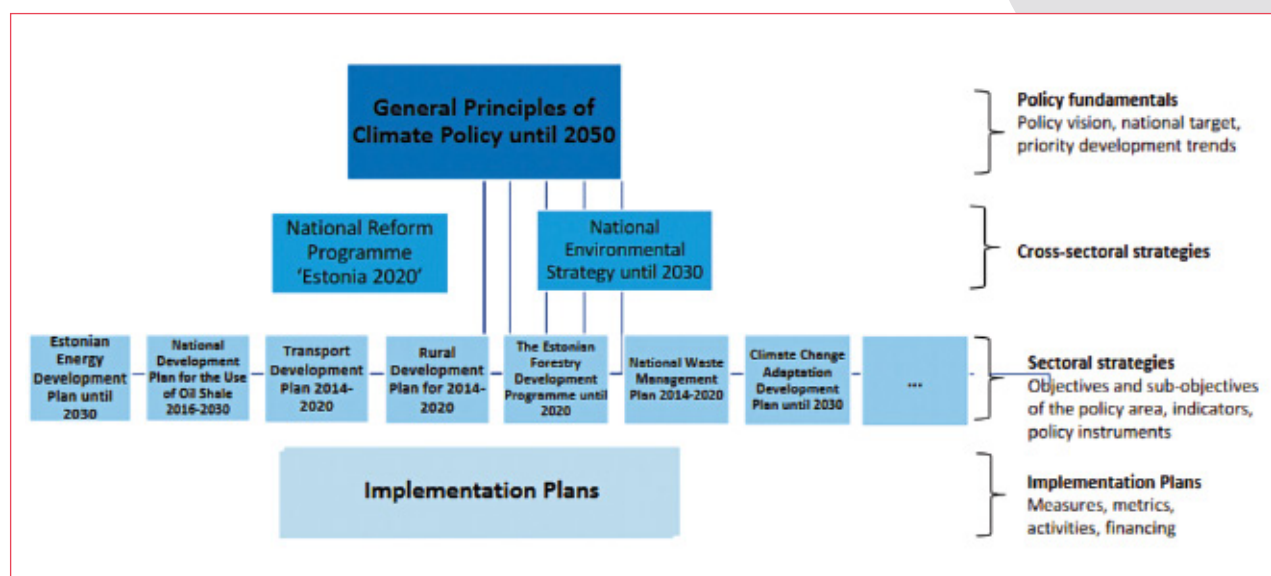 General Principles of
Climate Policy until 2050
Policy fundamentals
Policy vision, national target,
priority development trends
National Reform
Programme
‘Estonia 2020’
National
Environmental
Strategy until 2030
Cross-sectoral strategies
Estonian
Energy
Development
Plan until
2030
National
Development
Plan for the Use
of Oil Shale
2016-2030
Transport
Development
Plan 2014-
2020
Rural
Development
Plan for 2014-
2020
The Estonian
Forestry
Development
Programme until
2020
National Waste
Management
Plan 2014-2020
Climate Change
Adaptation
Development
Plan until 2030
...
Sectoral strategies
Objectives and sub-objectives
of the policy area, indicators,
policy instruments
Implementation Plans
Implementation Plans
Measures, metrics,
activities, financing